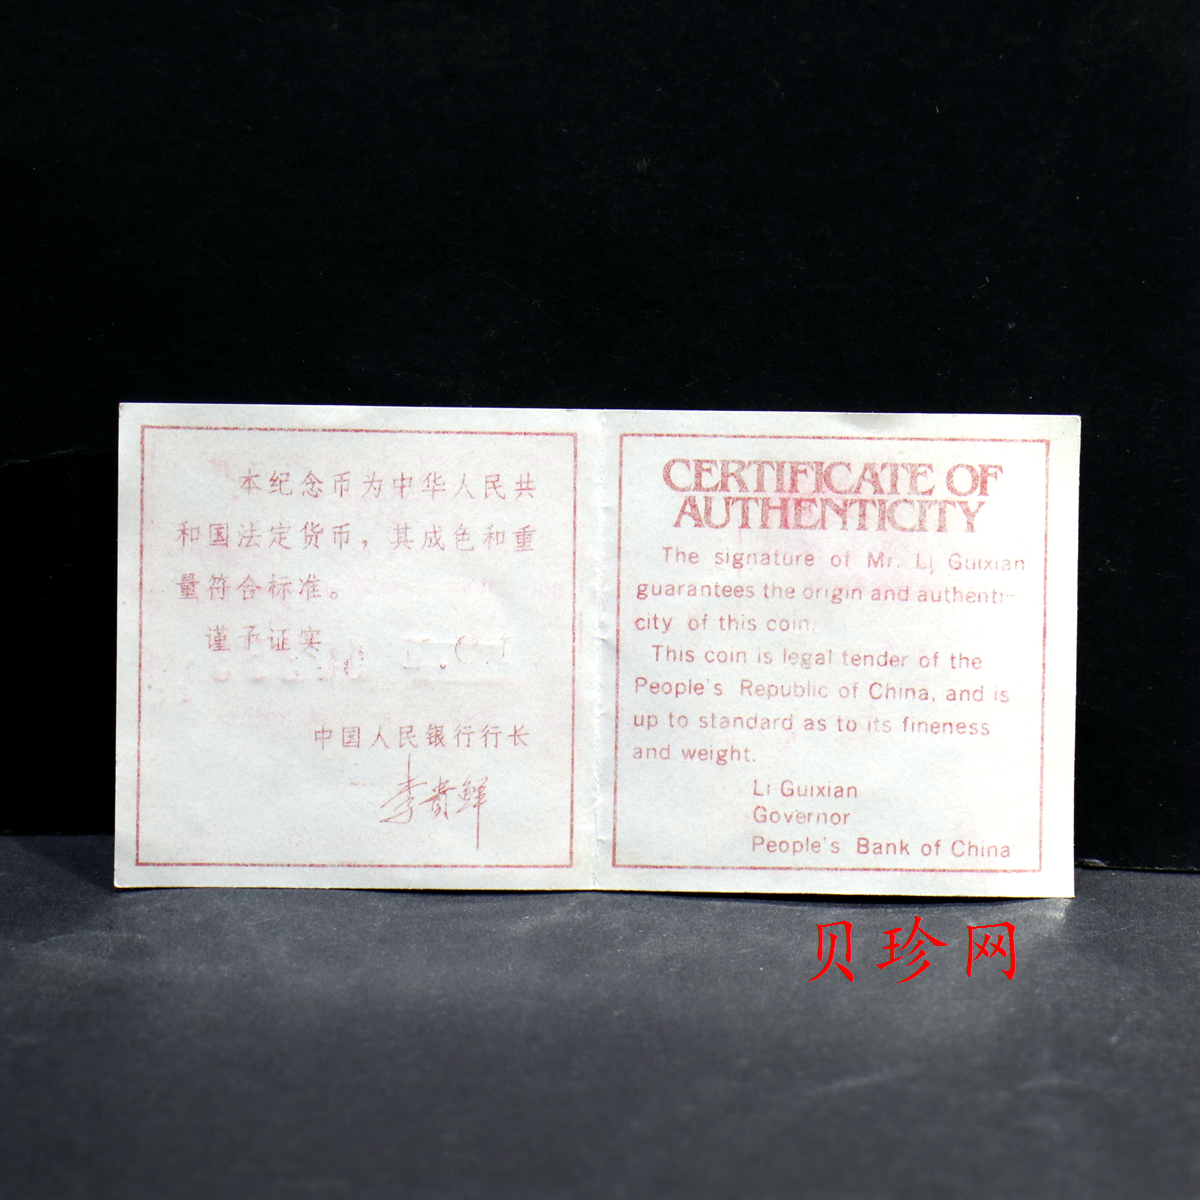 本纪念币为中华人民共
和国法定货币，其成色和重
量符合标准。
谨予证实
中国人民银行行长
李贵鲜
CERTIFICATE OF
AUTHENTICITY
The signature of Mr. Li Guixian
guarantees the origin and authenti-
city of this coin.
This coin is legal tender of the
People's Republic of China, and is
up to standard as to its fineness
and weight.
Li Guixian
Governor
People's Bank of China
贝珍网